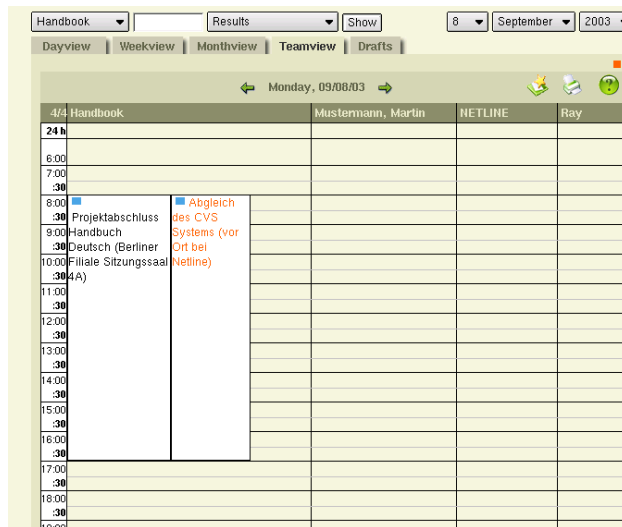 Handbook Results Show 8 September 2003
Dayview Weekview Monthview Teamview Drafts
Monday, 09/08/03
4/4 Handbook Mustermann, Martin NETLINE Ray
24 h
6:00
7:00
:30
8:00
:30
9:00
:30
10:00
:30
11:00
:30
12:00
:30
13:00
:30
14:00
:30
15:00
:30
16:00
:30
17:00
:30
18:00
:30
Projektabschluss
Handbuch
Deutsch (Berliner
Filiale Sitzungssaal
4A)
Abgleich
des CVS
Systems (vor
Ort bei
Netline)